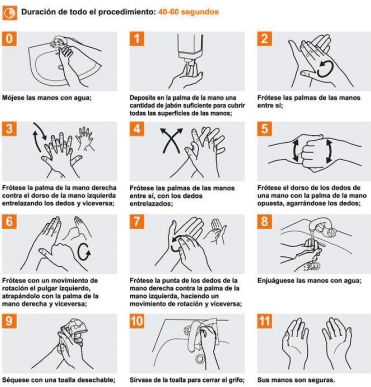 Duración de todo el procedimiento: 40-60 segundos
0
Mójese las manos con agua;
1
Deposite en la palma de la mano una
cantidad de jabón suficiente para cubrir
todas las superficies de las manos;
2
Frótese las palmas de las manos
entre sí;
3
Frótese la palma de la mano derecha
contra el dorso de la mano izquierda
entrelazando los dedos y viceversa;
4
Frótese las palmas de las manos
entre sí, con los dedos
entrelazados;
5
Frótese el dorso de los dedos de
una mano con la palma de la mano
opuesta, agarrándose los dedos;
6
Frótese con un movimiento de
rotación el pulgar izquierdo,
atrapándolo con la palma de la
mano derecha y viceversa;
7
Frótese la punta de los dedos de la
mano derecha contra la palma de la
mano izquierda, haciendo un
movimiento de rotación y viceversa;
8
Enjuáguese las manos con agua;
9
Séquese con una toalla desechable;
10
Sírvase de la toalla para cerrar el grifo;
11
Sus manos son seguras.